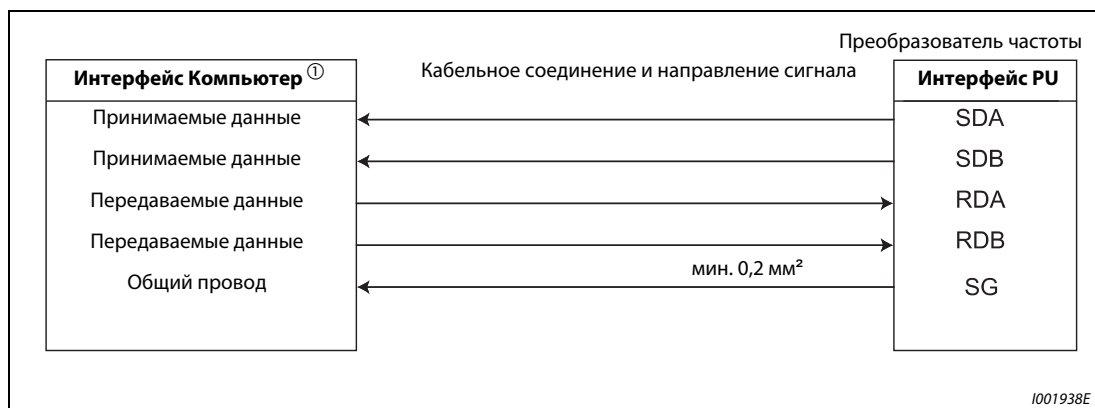 Преобразователь частоты
Интерфейс Компьютер ① Кабельное соединение и направление сигнала Интерфейс PU
Принимаемые данные SDA
Принимаемые данные SDB
Передаваемые данные RDA
Передаваемые данные RDB
Общий провод мин. 0,2 мм² SG
I001938E